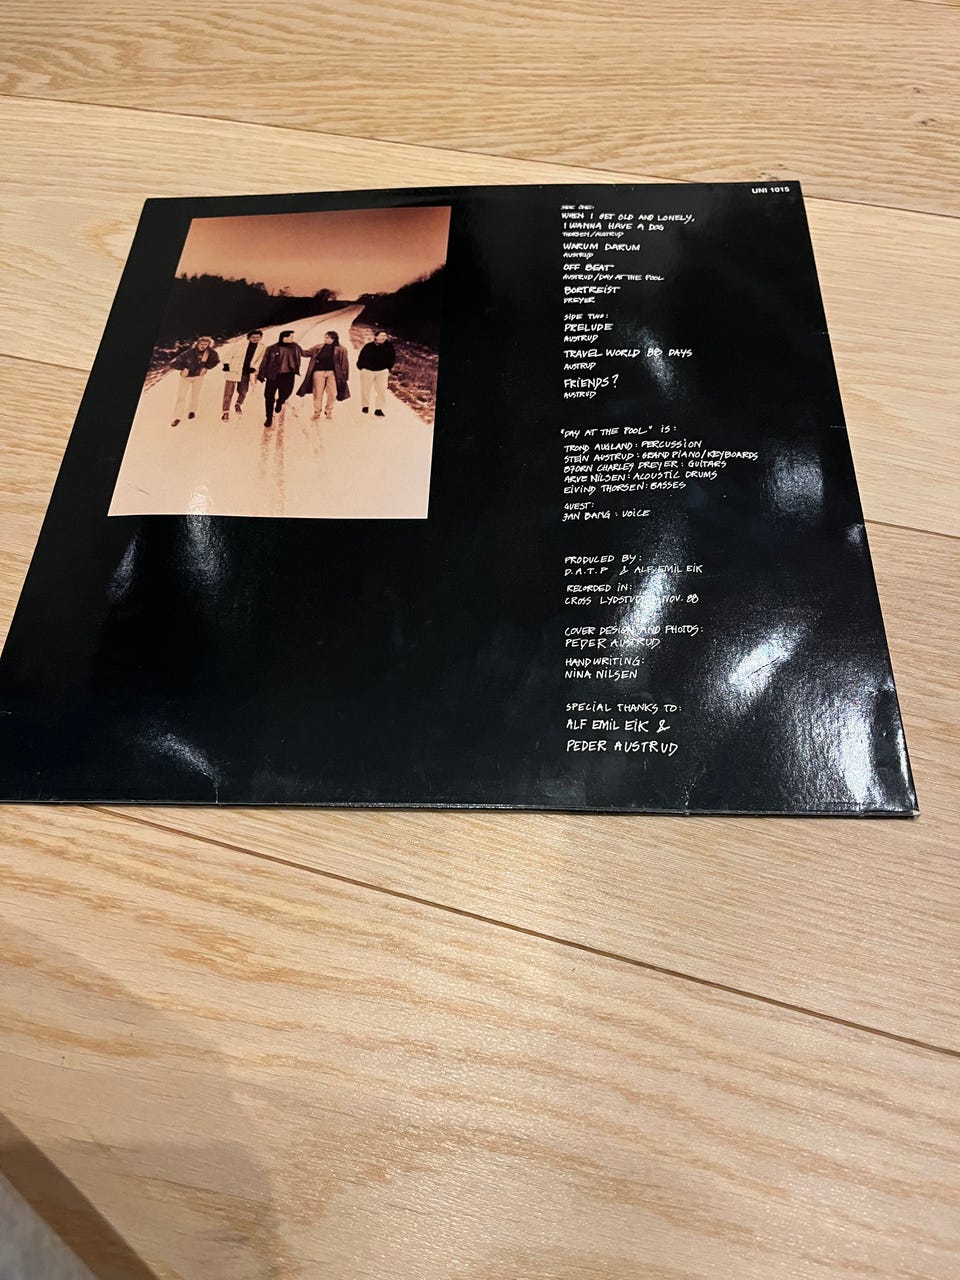 UNI 1015
SIDE ONE:
WHEN I GET OLD AND LONELY,
I WANNA HAVE A DOG
THORSEN/AUSTRUD
WARUM DARUM
AUSTRUD
OFF BEAT
AUSTRUD/DAY AT THE POOL
BORTREIST
DREYER
SIDE TWO:
PRELUDE
AUSTRUD
TRAVEL WORLD 88 DAYS
AUSTRUD
FRIENDS?
AUSTRUD
"DAY AT THE POOL" IS:
TROND AUGLAND: PERCUSSION
STEIN AUSTRUD: GRAND PIANO/KEYBOARDS
BJORN CHARLES DREYER: GUITARS
ARVE NILSEN: ACOUSTIC DRUMS
EIVIND THORSEN: BASSES
GUEST:
JAN BANG: VOICE
PRODUCED BY:
D.A.T.P & ALF EMIL EIK
RECORDED IN:
CROSS LYDSTUDIO NOV. 88
COVER DESIGN AND PHOTOS:
PEDER AUSTRUD
HANDWRITING:
NINA NILSEN
SPECIAL THANKS TO:
ALF EMIL EIK &
PEDER AUSTRUD